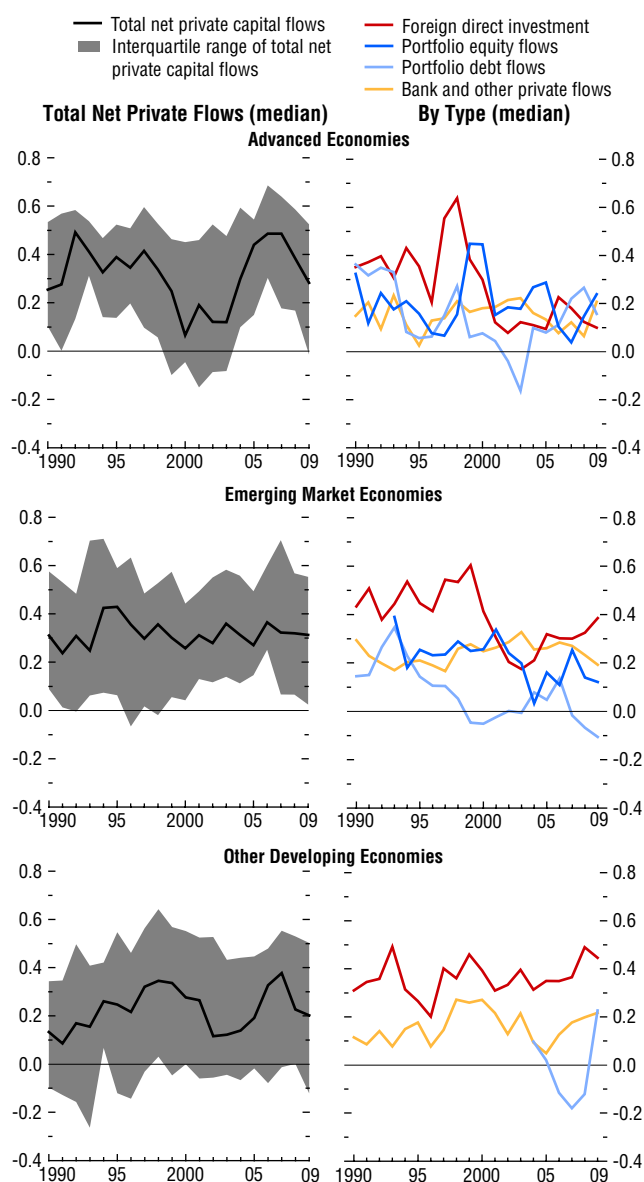 Total net private capital flows
Interquartile range of total net
private capital flows
Foreign direct investment
Portfolio equity flows
Portfolio debt flows
Bank and other private flows
Total Net Private Flows (median)
By Type (median)
Advanced Economies
0.8
0.6
0.4
0.2
0.0
-0.2
-0.4
1990 95 2000 05 09
0.8
0.6
0.4
0.2
0.0
-0.2
-0.4
1990 95 2000 05 09
Emerging Market Economies
0.8
0.6
0.4
0.2
0.0
-0.2
-0.4
1990 95 2000 05 09
0.8
0.6
0.4
0.2
0.0
-0.2
-0.4
1990 95 2000 05 09
Other Developing Economies
0.8
0.6
0.4
0.2
0.0
-0.2
-0.4
1990 95 2000 05 09
0.8
0.6
0.4
0.2
0.0
-0.2
-0.4
1990 95 2000 05 09